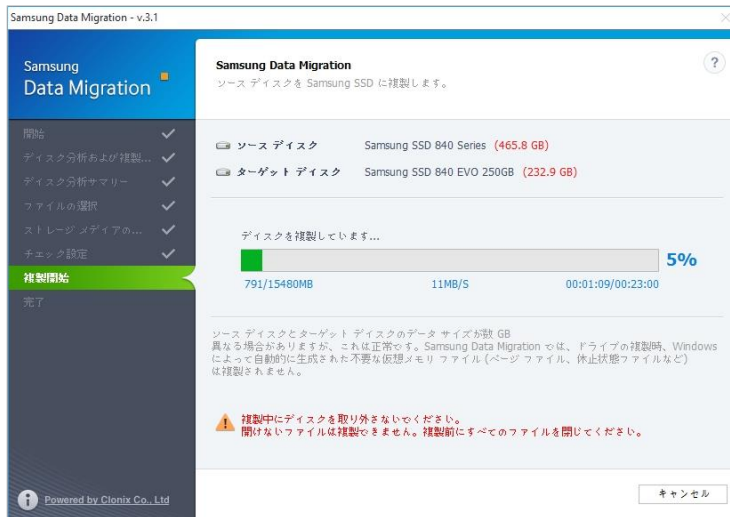 Samsung Data Migration - v.3.1
Samsung
Data Migration
Samsung Data Migration
ソース ディスクを Samsung SSD に複製します。
?
開始
ディスク分析および複製...
ディスク分析サマリー
ファイルの選択
ストレージ メディアの...
チェック設定
複製開始
完了
ソース ディスク Samsung SSD 840 Series (465.8 GB)
ターゲット ディスク Samsung SSD 840 EVO 250GB (232.9 GB)
ディスクを複製しています...
5%
791/15480MB 11MB/S 00:01:09/00:23:00
ソース ディスクとターゲット ディスクのデータ サイズが数 GB
異なる場合がありますが、これは正常です。Samsung Data Migration では、ドライブの複製時、Windows
によって自動的に生成された不要な仮想メモリ ファイル (ページ ファイル、休止状態ファイルなど)
は複製されません。
複製中にディスクを取り外さないでください。
開けないファイルは複製できません。複製前にすべてのファイルを閉じてください。
Powered by Clonix Co., Ltd
キャンセル